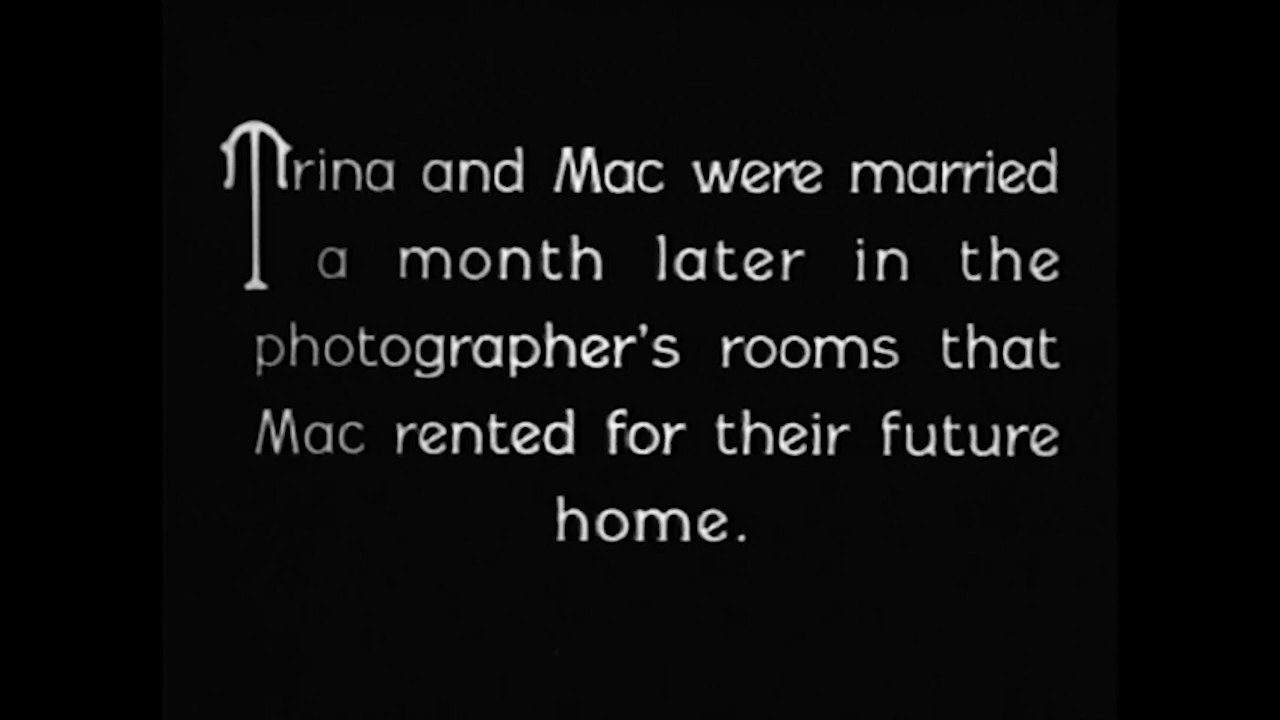 Trina and Mac were married
a month later in the
photographer's rooms that
Mac rented for their future
home.